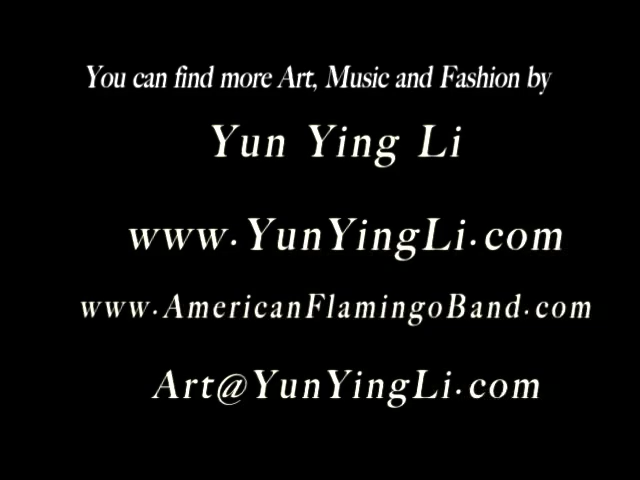 You can find more Art, Music and Fashion by
Yun Ying Li
www.YunYingLi.com
www.AmericanFlamingoBand.com
Art@YunYingLi.com